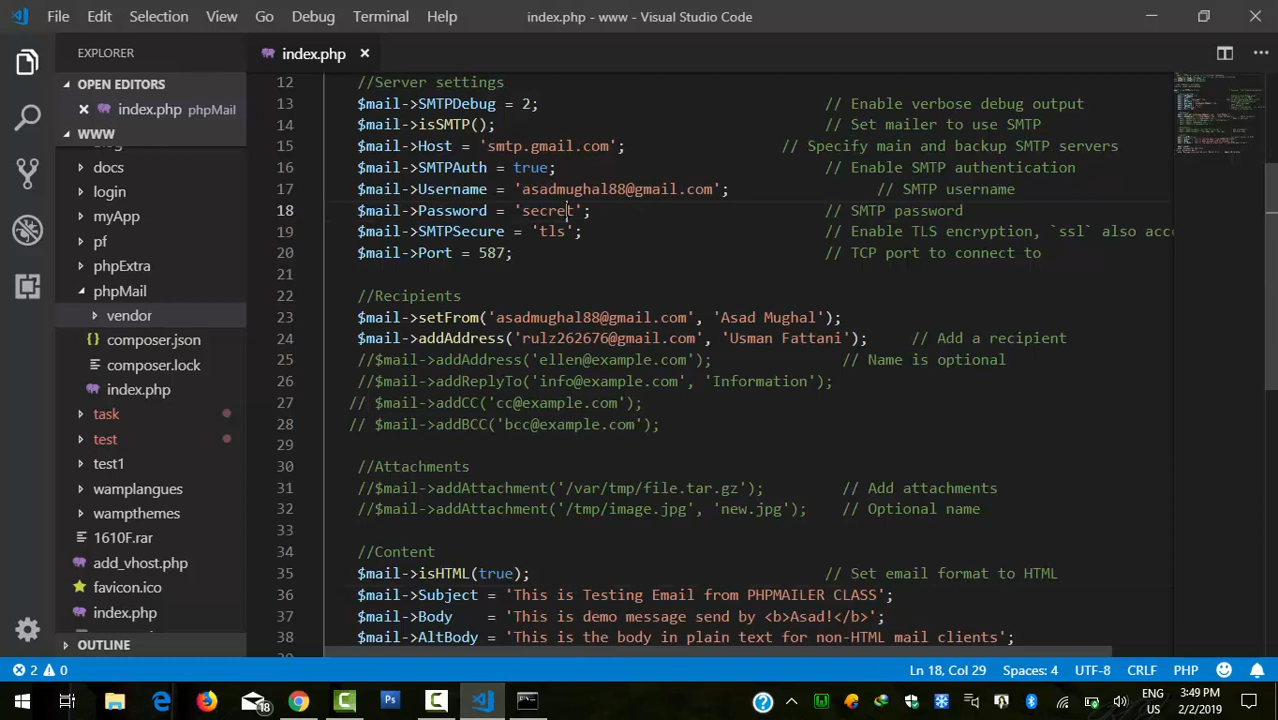 File Edit Selection View Go Debug Terminal Help index.php - www - Visual Studio Code
EXPLORER
index.php
OPEN EDITORS
index.php phpMail
WWW
docs
login
myApp
pf
phpExtra
phpMail
vendor
composer.json
composer.lock
index.php
task
test
test1
wamplangues
wampthemes
1610F.rar
add_vhost.php
favicon.ico
index.php
OUTLINE
12 //Server settings
13 $mail->SMTPDebug = 2; // Enable verbose debug output
14 $mail->isSMTP(); // Set mailer to use SMTP
15 $mail->Host = 'smtp.gmail.com'; // Specify main and backup SMTP servers
16 $mail->SMTPAuth = true; // Enable SMTP authentication
17 $mail->Username = 'asadmughal88@gmail.com'; // SMTP username
18 $mail->Password = 'secret'; // SMTP password
19 $mail->SMTPSecure = 'tls'; // Enable TLS encryption, `ssl` also acc
20 $mail->Port = 587; // TCP port to connect to
21
22 //Recipients
23 $mail->setFrom('asadmughal88@gmail.com', 'Asad Mughal');
24 $mail->addAddress('rulz262676@gmail.com', 'Usman Fattani'); // Add a recipient
25 //$mail->addAddress('ellen@example.com'); // Name is optional
26 //$mail->addReplyTo('info@example.com', 'Information');
27 // $mail->addCC('cc@example.com');
28 // $mail->addBCC('bcc@example.com');
29
30 //Attachments
31 //$mail->addAttachment('/var/tmp/file.tar.gz'); // Add attachments
32 //$mail->addAttachment('/tmp/image.jpg', 'new.jpg'); // Optional name
33
34 //Content
35 $mail->isHTML(true); // Set email format to HTML
36 $mail->Subject = 'This is Testing Email from PHPMAILER CLASS';
37 $mail->Body = 'This is demo message send by <b>Asad!</b>';
38 $mail->AltBody = 'This is the body in plain text for non-HTML mail clients';
2 0 Ln 18, Col 29 Spaces: 4 UTF-8 CRLF PHP
18 Ps ENG 3:49 PM
US 2/2/2019